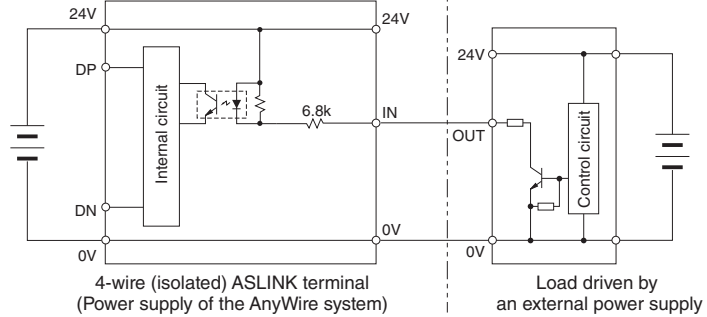 24V
24V
DP
Internal circuit
6.8k
IN
DN
0V
0V
24V
OUT
Control circuit
0V
4-wire (isolated) ASLINK terminal
(Power supply of the AnyWire system)
Load driven by
an external power supply